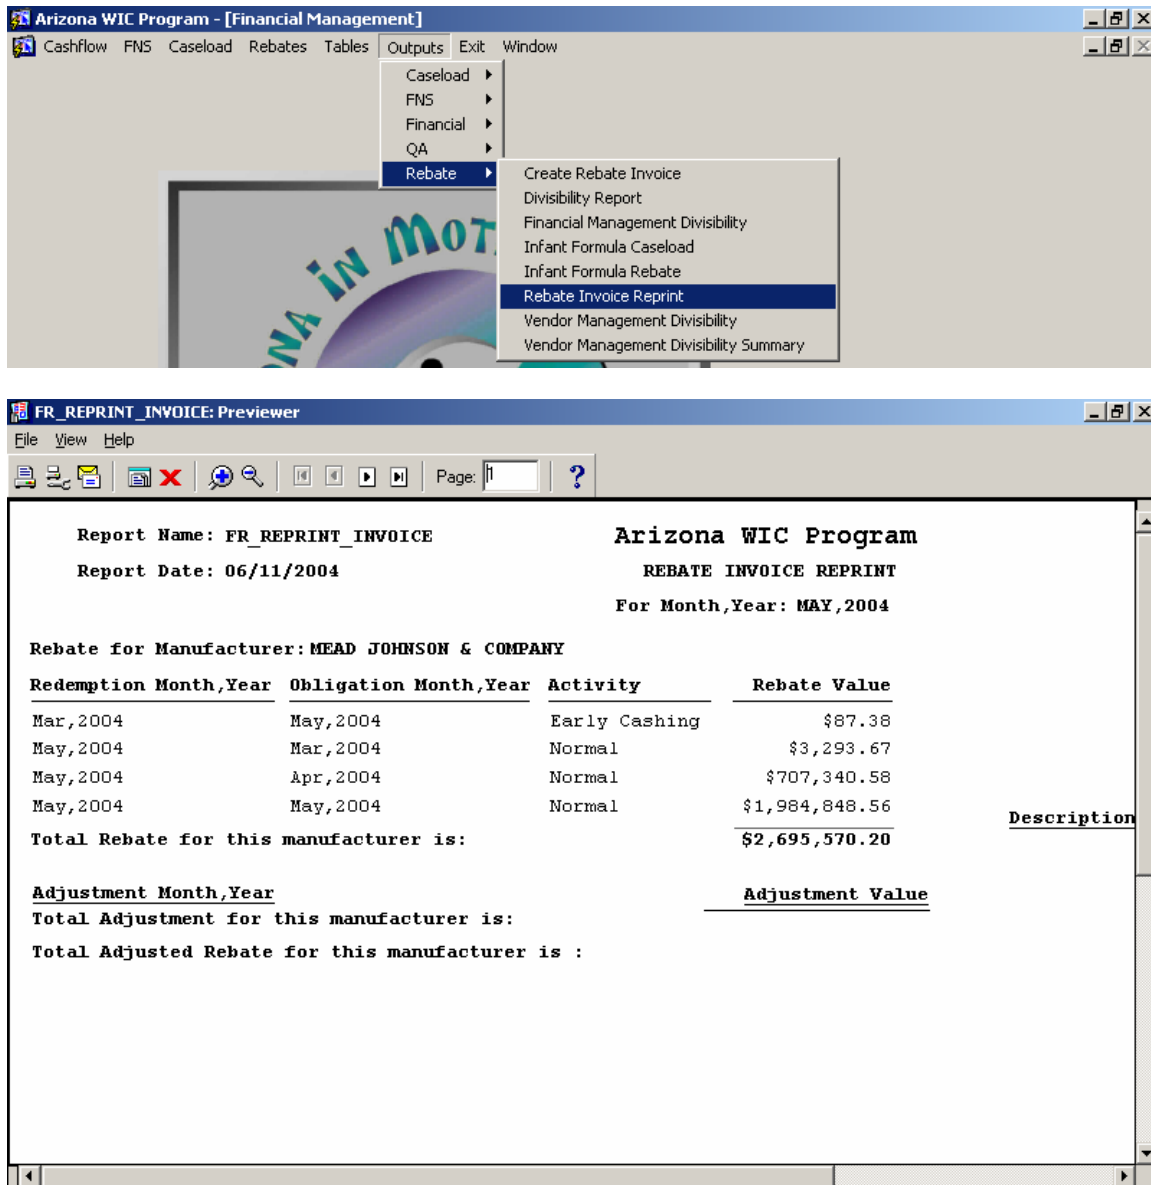 Arizona WIC Program - [Financial Management]
Cashflow FNS Caseload Rebates Tables Outputs Exit Window
Caseload
FNS
Financial
QA
Rebate
Create Rebate Invoice
Divisibility Report
Financial Management Divisibility
Infant Formula Caseload
Infant Formula Rebate
Rebate Invoice Reprint
Vendor Management Divisibility
Vendor Management Divisibility Summary
ONA IN MOT
FR_REPRINT_INVOICE: Previewer
File View Help
Page: 1
Report Name: FR_REPRINT_INVOICE Arizona WIC Program
Report Date: 06/11/2004 REBATE INVOICE REPRINT
For Month,Year: MAY,2004
Rebate for Manufacturer: MEAD JOHNSON & COMPANY
Redemption Month,Year Obligation Month,Year Activity Rebate Value
Mar,2004 May,2004 Early Cashing $87.38
May,2004 Mar,2004 Normal $3,293.67
May,2004 Apr,2004 Normal $707,340.58
May,2004 May,2004 Normal $1,984,848.56
Description
Total Rebate for this manufacturer is: $2,695,570.20
Adjustment Month,Year Adjustment Value
Total Adjustment for this manufacturer is:
Total Adjusted Rebate for this manufacturer is :